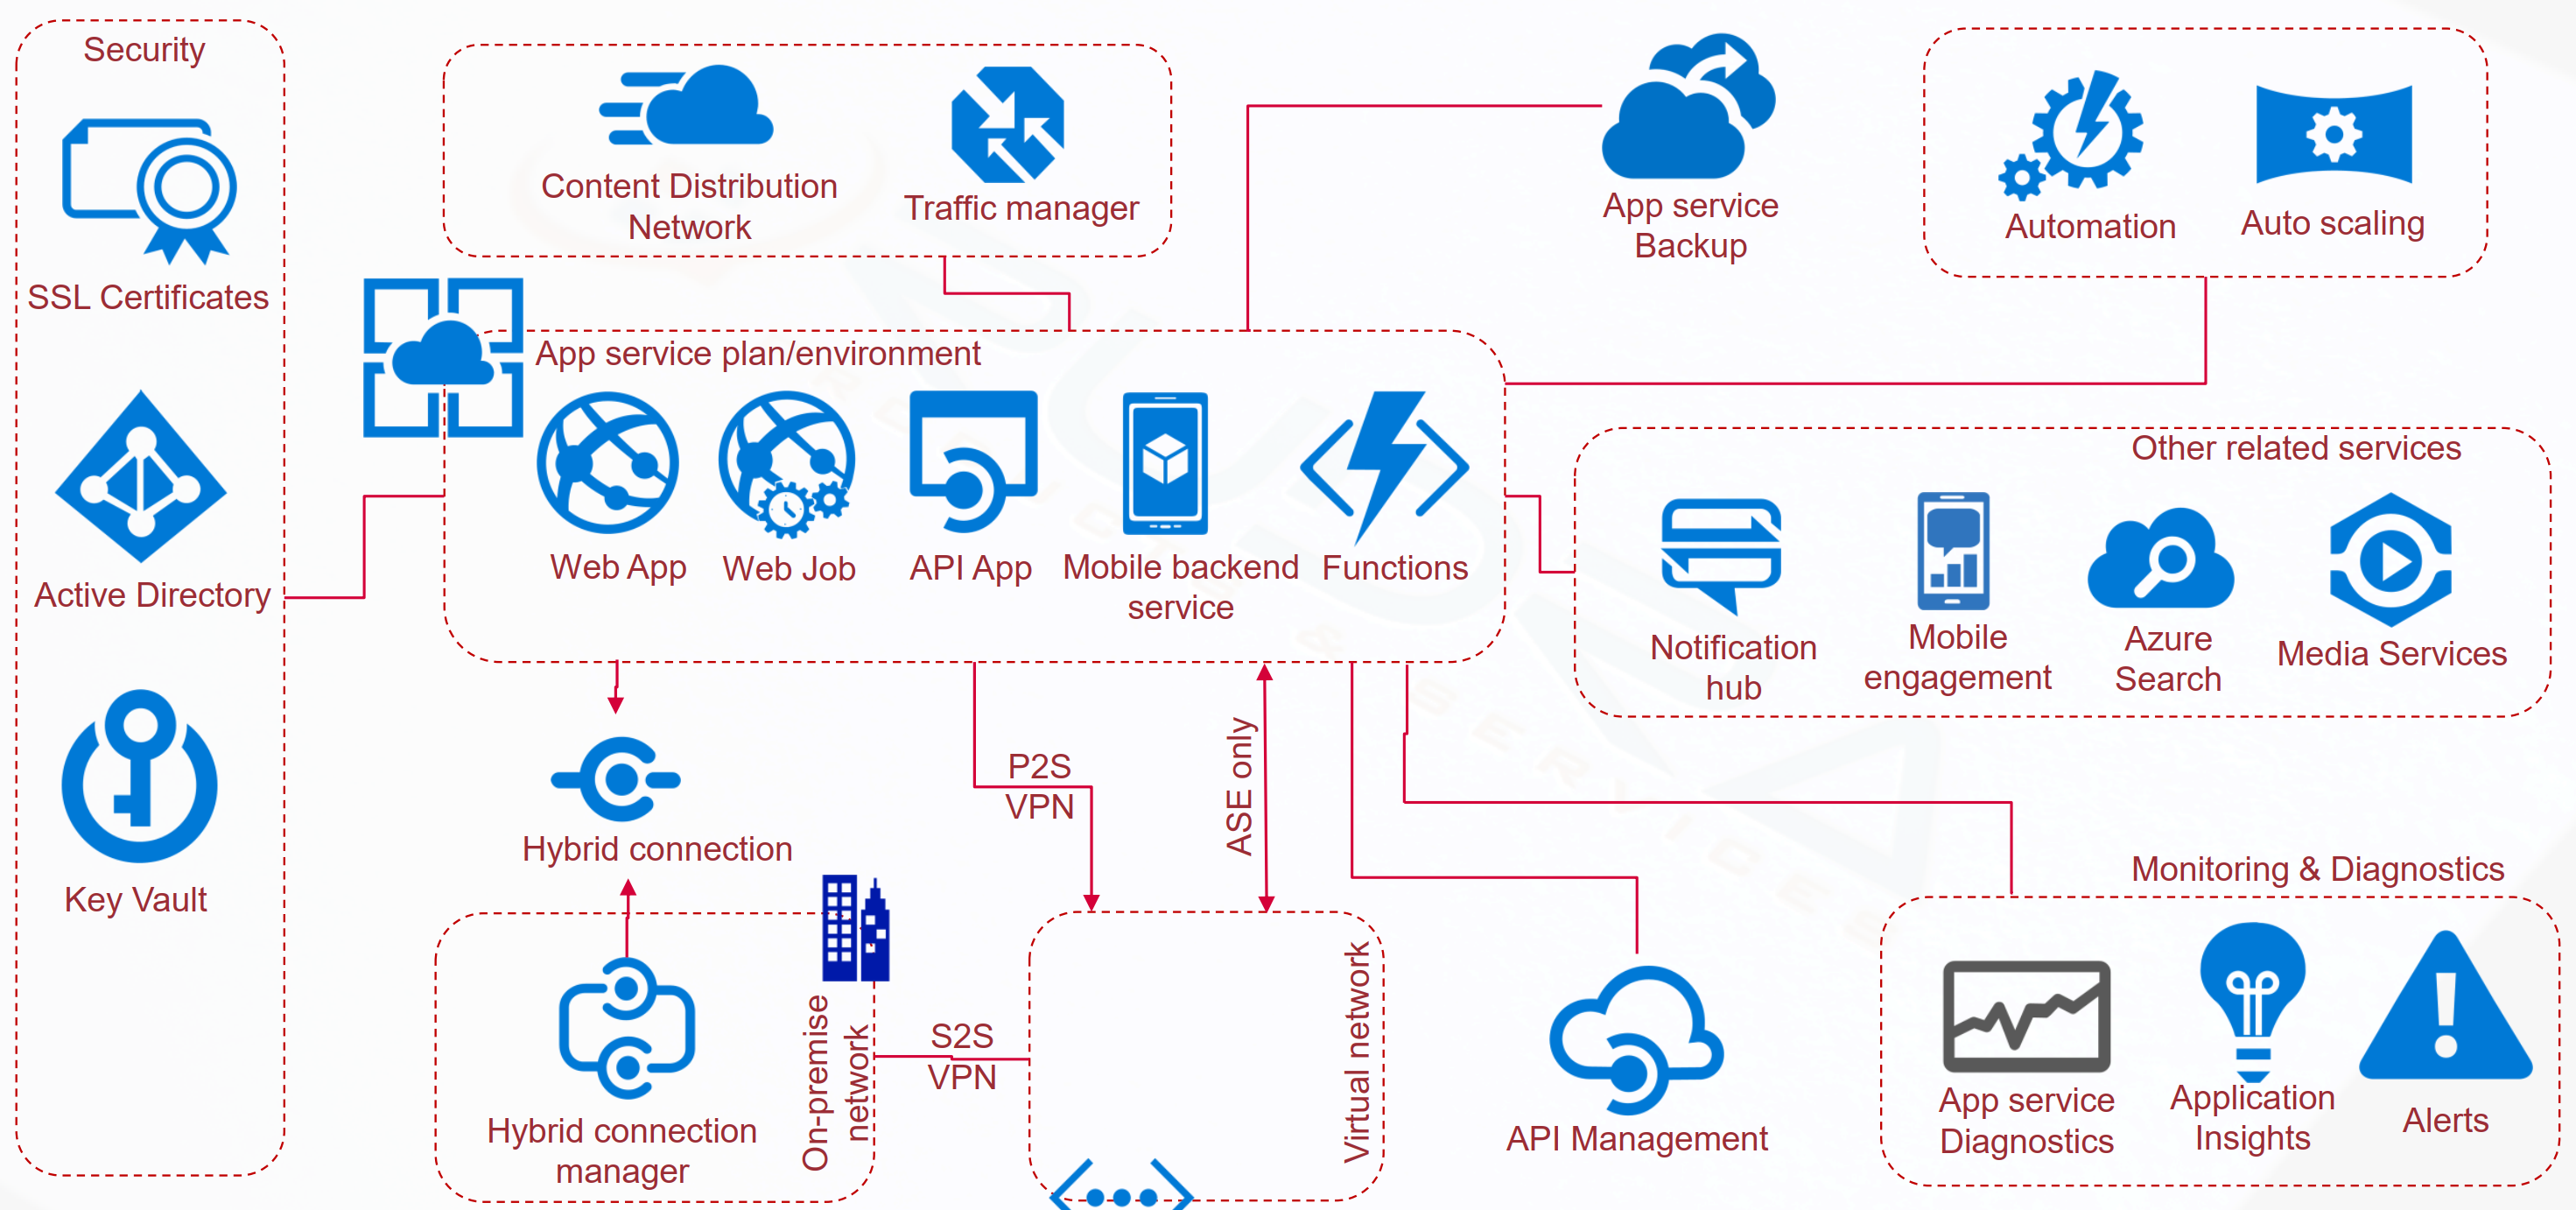 Security
SSL Certificates
Active Directory
Key Vault
Content Distribution
Network
Traffic manager
App service
Backup
Automation
Auto scaling
App service plan/environment
Web App
Web Job
API App
Mobile backend
service
Functions
Other related services
Notification
hub
Mobile
engagement
Azure
Search
Media Services
Hybrid connection
P2S
VPN
ASE only
Hybrid connection
manager
On-premise
network
S2S
VPN
Virtual network
API Management
Monitoring & Diagnostics
App service
Diagnostics
Application
Insights
Alerts